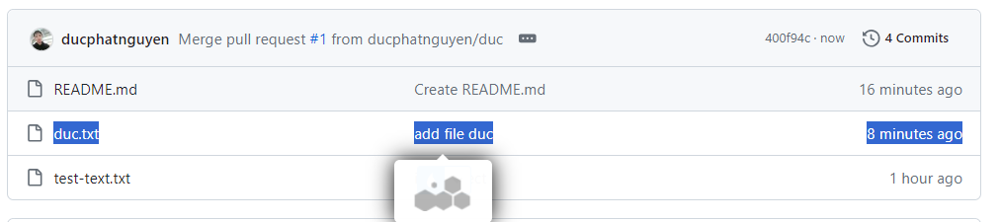 ducphatnguyen Merge pull request #1 from ducphatnguyen/duc 400f94c · now 4 Commits
README.md Create README.md 16 minutes ago
duc.txt add file duc 8 minutes ago
test-text.txt 1 hour ago